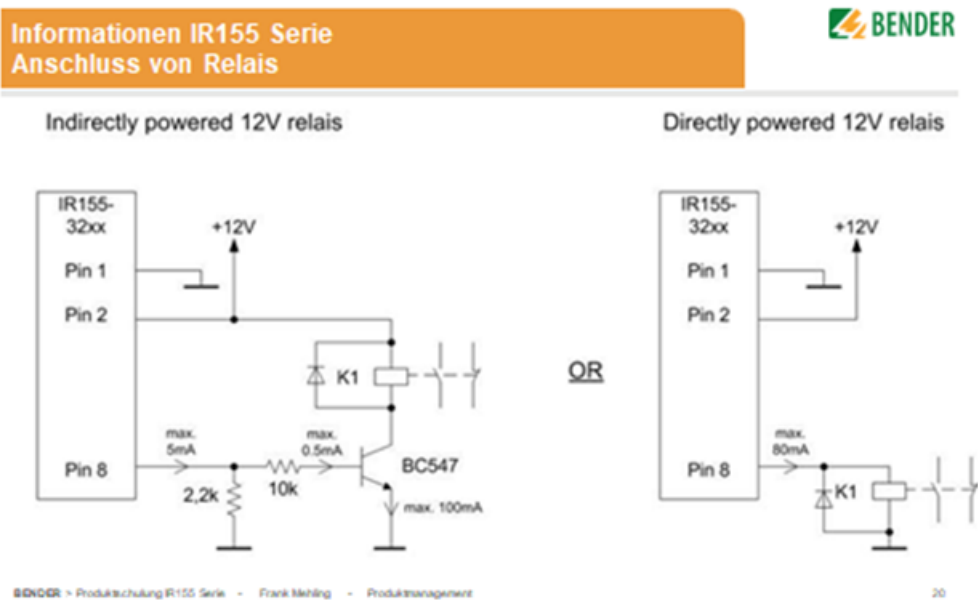 Informationen IR155 Serie
Anschluss von Relais
BENDER
Indirectly powered 12V relais
IR155-
32xx
+12V
Pin 1
Pin 2
K1
max.
5mA
max.
0.5mA
Pin 8
2,2k
10k
BC547
max. 100mA
OR
Directly powered 12V relais
IR155-
32xx
+12V
Pin 1
Pin 2
max.
80mA
Pin 8
K1
BENDER > Produktschulung IR155 Serie - Frank Mehling - Produktmanagement
20